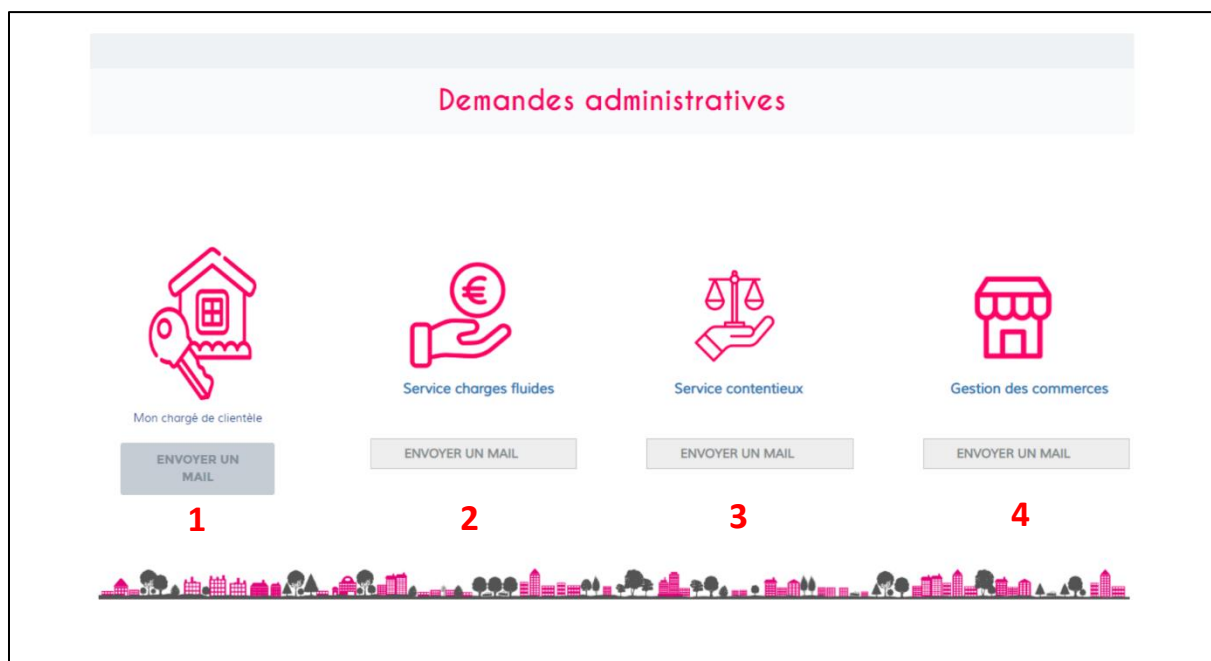 Demandes administratives
€
Mon chargè de clientèle
ENVOYER UN
MAIL
1
Service charges fluides
ENVOYER UN MAIL
2
Service contentieux
ENVOYER UN MAIL
3
Gestion des commerces
ENVOYER UN MAIL
4